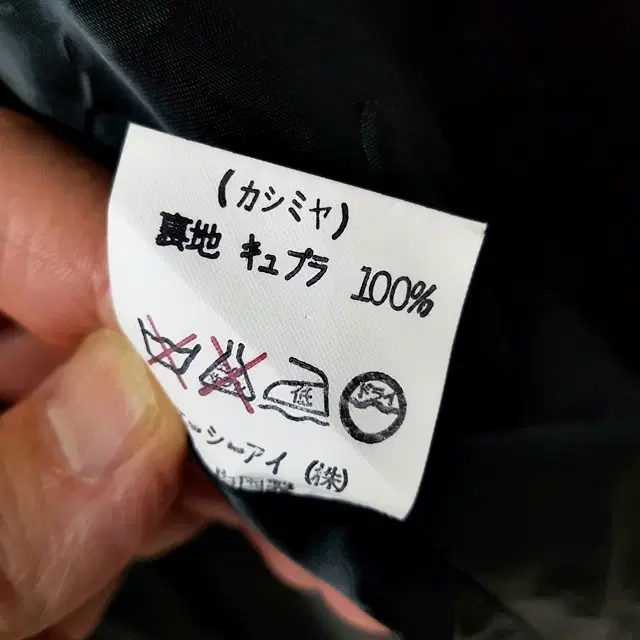 (カシミヤ)
裏地 キュプラ 100%
低 ドライ
ーシーアイ (株)